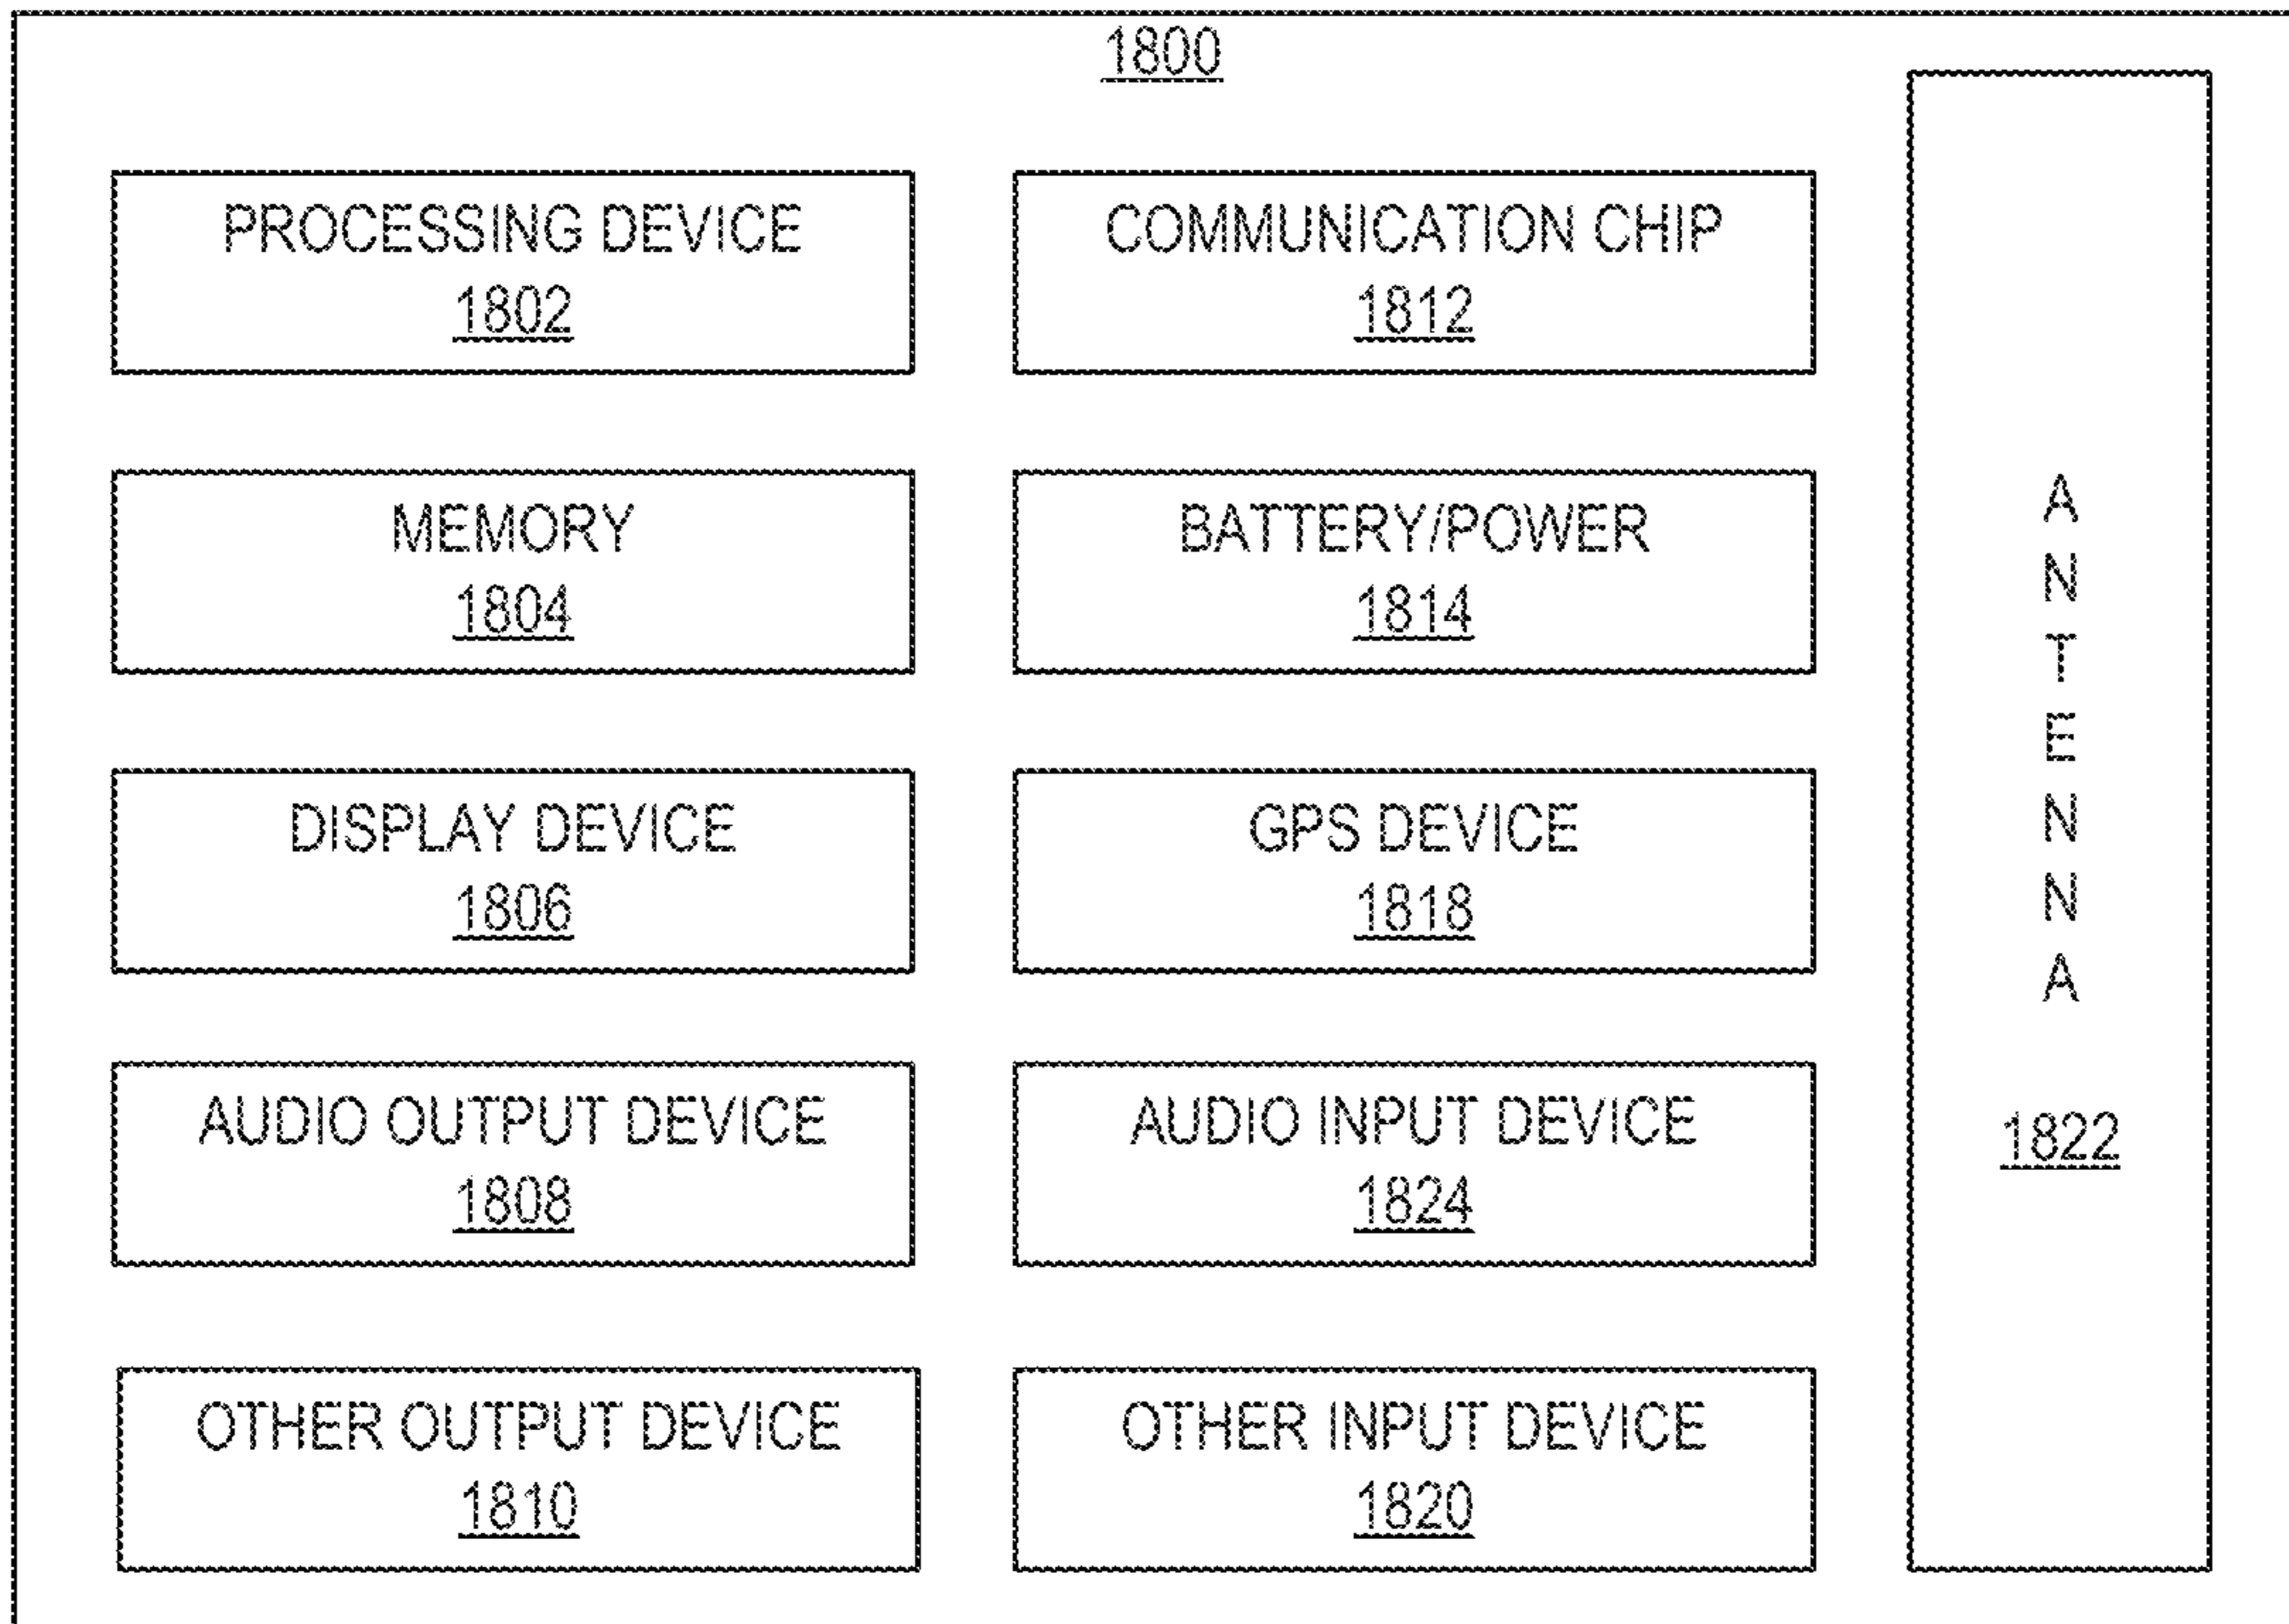 1800
PROCESSING DEVICE
1802
COMMUNICATION CHIP
1812
MEMORY
1804
BATTERY/POWER
1814
DISPLAY DEVICE
1806
GPS DEVICE
1818
AUDIO OUTPUT DEVICE
1808
AUDIO INPUT DEVICE
1824
OTHER OUTPUT DEVICE
1810
OTHER INPUT DEVICE
1820
ANTENNA
1822